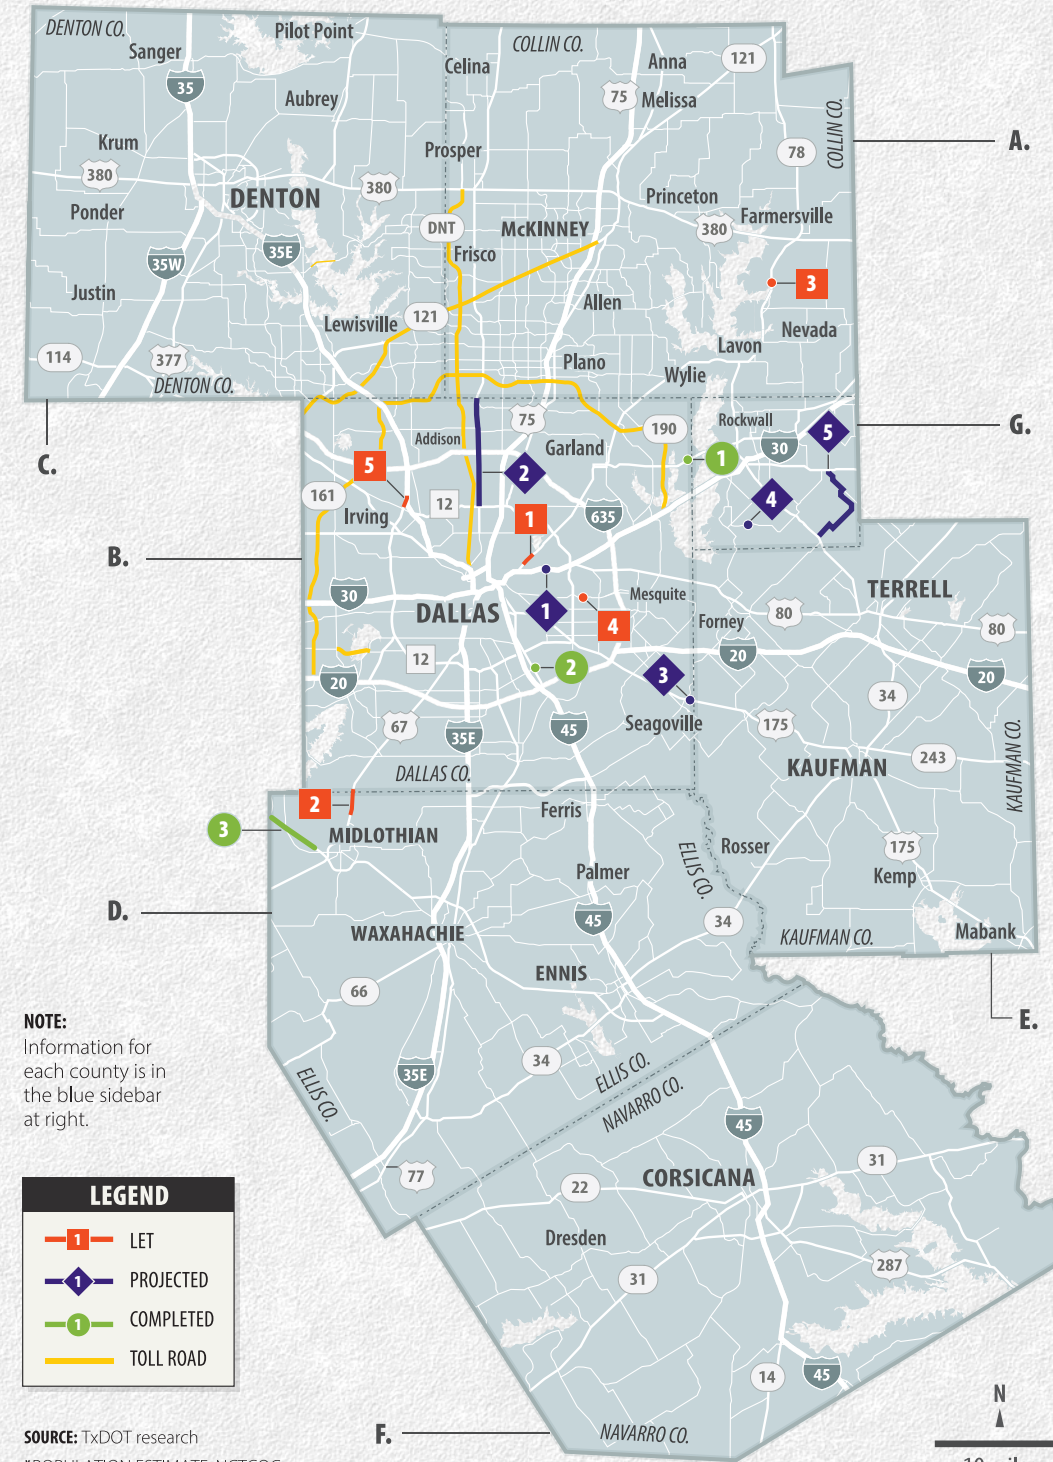 DENTON CO.
Sanger
Pilot Point
35
Aubrey
Krum
380
380
DENTON
Ponder
35E
35W
Justin
Lewisville
121
114
377
DENTON CO.
C.
COLLIN CO.
Celina
Anna
121
75
Melissa
COLLIN CO.
A.
78
Prosper
Princeton
Farmersville
McKINNEY
380
DNT
Frisco
3
Allen
Nevada
Lavon
Plano
Wylie
75
Addison
Garland
190
Rockwall
5
G.
30
1
5
2
4
161
12
1
635
Irving
B.
30
1
Mesquite
DALLAS
4
TERRELL
80
80
Forney
12
2
20
3
20
20
34
67
35E
45
Seagoville
175
KAUFMAN CO.
243
KAUFMAN
DALLAS CO.
2
Ferris
3
MIDLOTHIAN
ELLIS CO.
Rosser
175
Palmer
Kemp
D.
45
34
WAXAHACHIE
KAUFMAN CO.
Mabank
ENNIS
66
E.
NOTE:
Information for
each county is in
the blue sidebar
at right.
34
35E
ELLIS CO.
ELLIS CO.
NAVARRO CO.
45
77
31
CORSICANA
22
Dresden
287
31
LEGEND
1 LET
1 PROJECTED
1 COMPLETED
TOLL ROAD
14
45
N
F.
NAVARRO CO.
SOURCE: TxDOT research